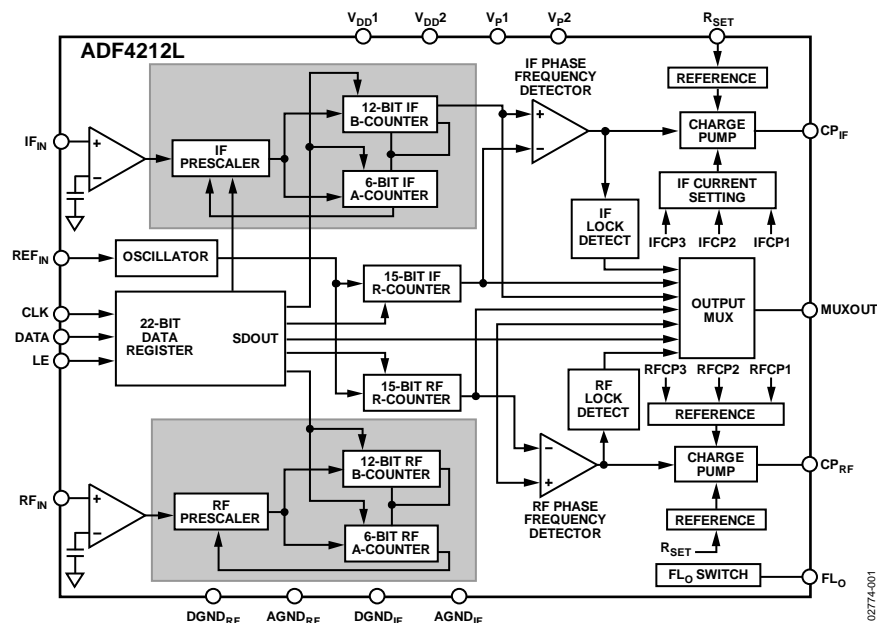 VDD1 VDD2 VP1 VP2 RSET
ADF4212L
IF PHASE
FREQUENCY
DETECTOR
REFERENCE
12-BIT IF
B-COUNTER
IFIN
+
−
IF
PRESCALER
+
−
CHARGE
PUMP
CPIF
6-BIT IF
A-COUNTER
IF CURRENT
SETTING
IF
LOCK
DETECT
IFCP3 IFCP2 IFCP1
REFIN
OSCILLATOR
15-BIT IF
R-COUNTER
OUTPUT
MUX
MUXOUT
CLK
DATA
LE
22-BIT
DATA
REGISTER
SDOUT
15-BIT RF
R-COUNTER
RFCP3 RFCP2 RFCP1
RF
LOCK
DETECT
REFERENCE
12-BIT RF
B-COUNTER
−
+
CHARGE
PUMP
CPRF
RFIN
+
−
RF
PRESCALER
6-BIT RF
A-COUNTER
RF PHASE
FREQUENCY
DETECTOR
REFERENCE
RSET
FLO SWITCH
FLO
DGNDRF AGNDRF DGNDIF AGNDIF
02774-001